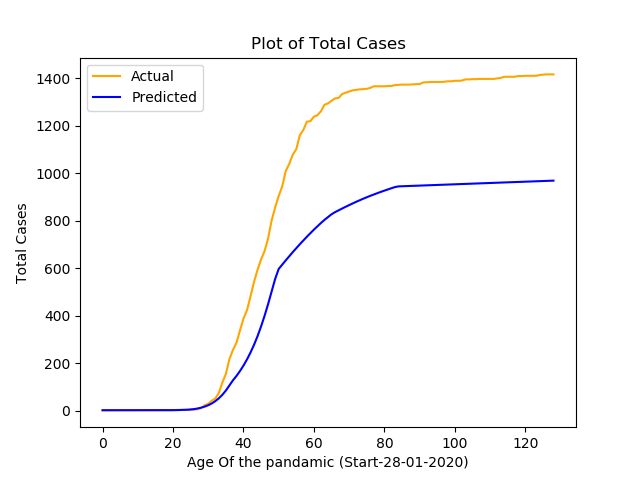 Plot of Total Cases
Actual
Predicted
1400
1200
1000
800
600
400
200
0
Total Cases
0 20 40 60 80 100 120
Age Of the pandamic (Start-28-01-2020)